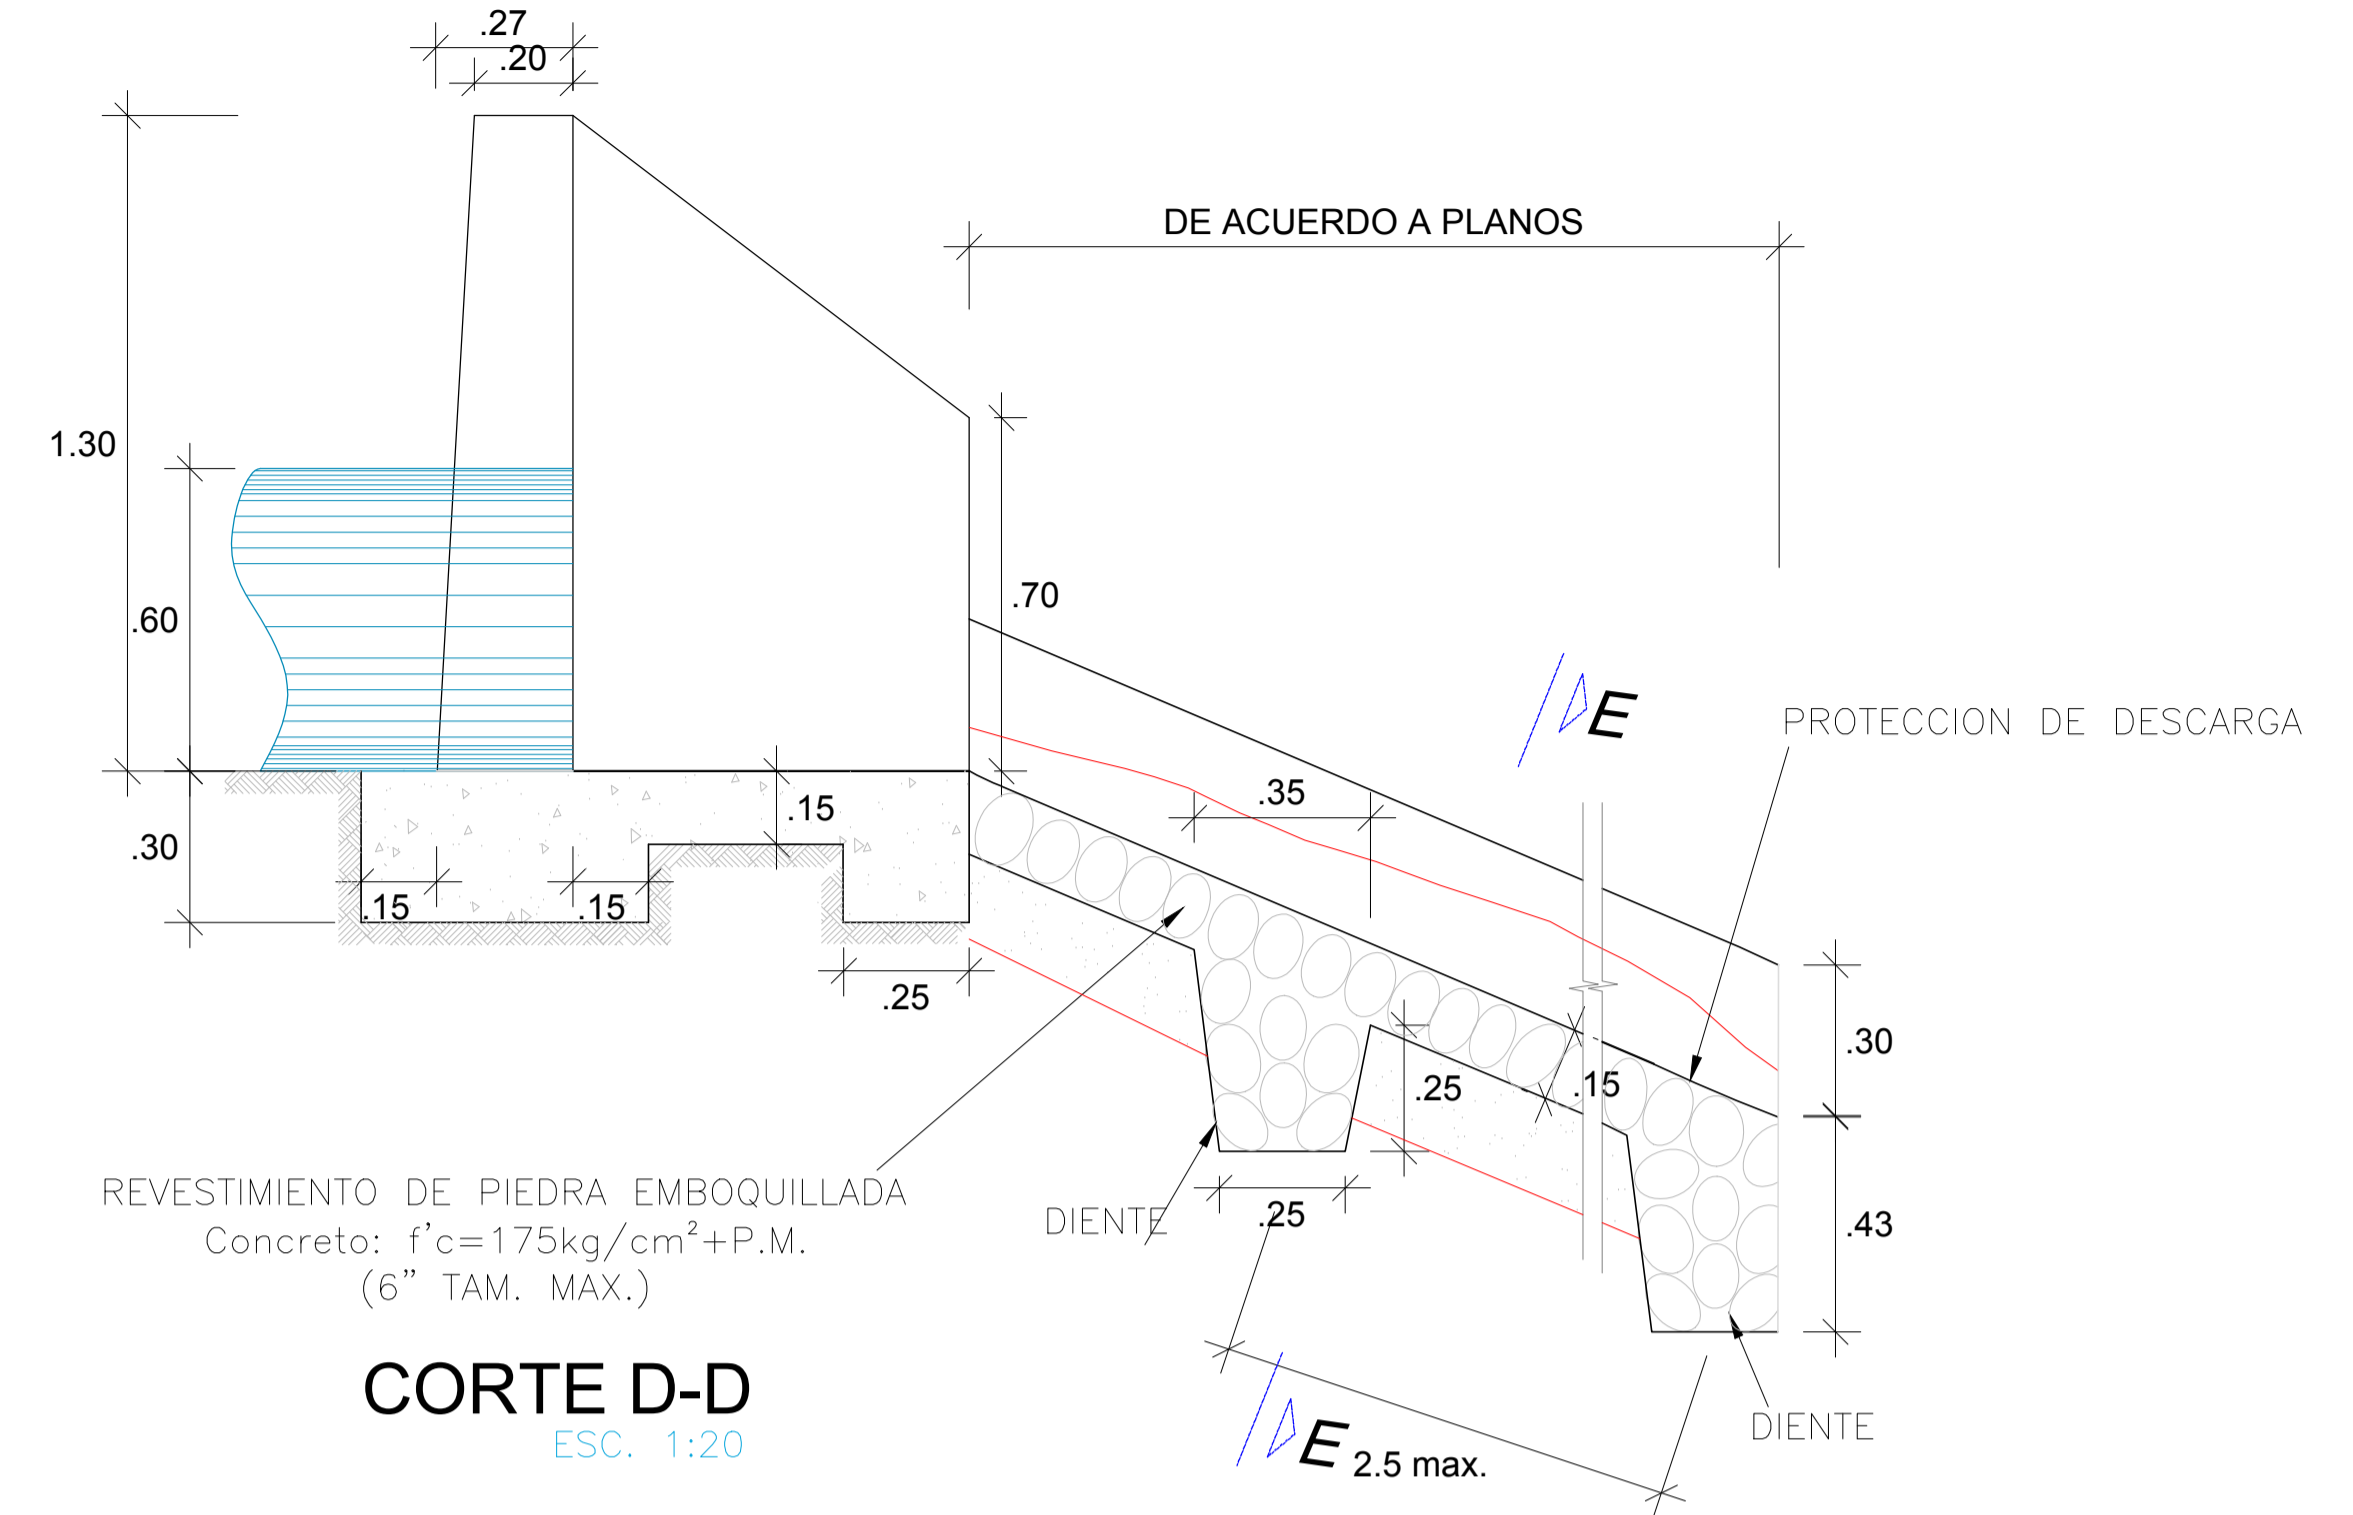 .27
.20
DE ACUERDO A PLANOS
1.30
.60
.70
E
PROTECCION DE DESCARGA
.35
.15
.30
.15
.15
.25
.30
.25
.15
REVESTIMIENTO DE PIEDRA EMBOQUILLADA
Concreto: f'c=175kg/cm²+P.M.
(6” TAM. MAX.)
DIENTE
.25
.43
CORTE D-D
ESC. 1:20
E
2.5 max.
DIENTE